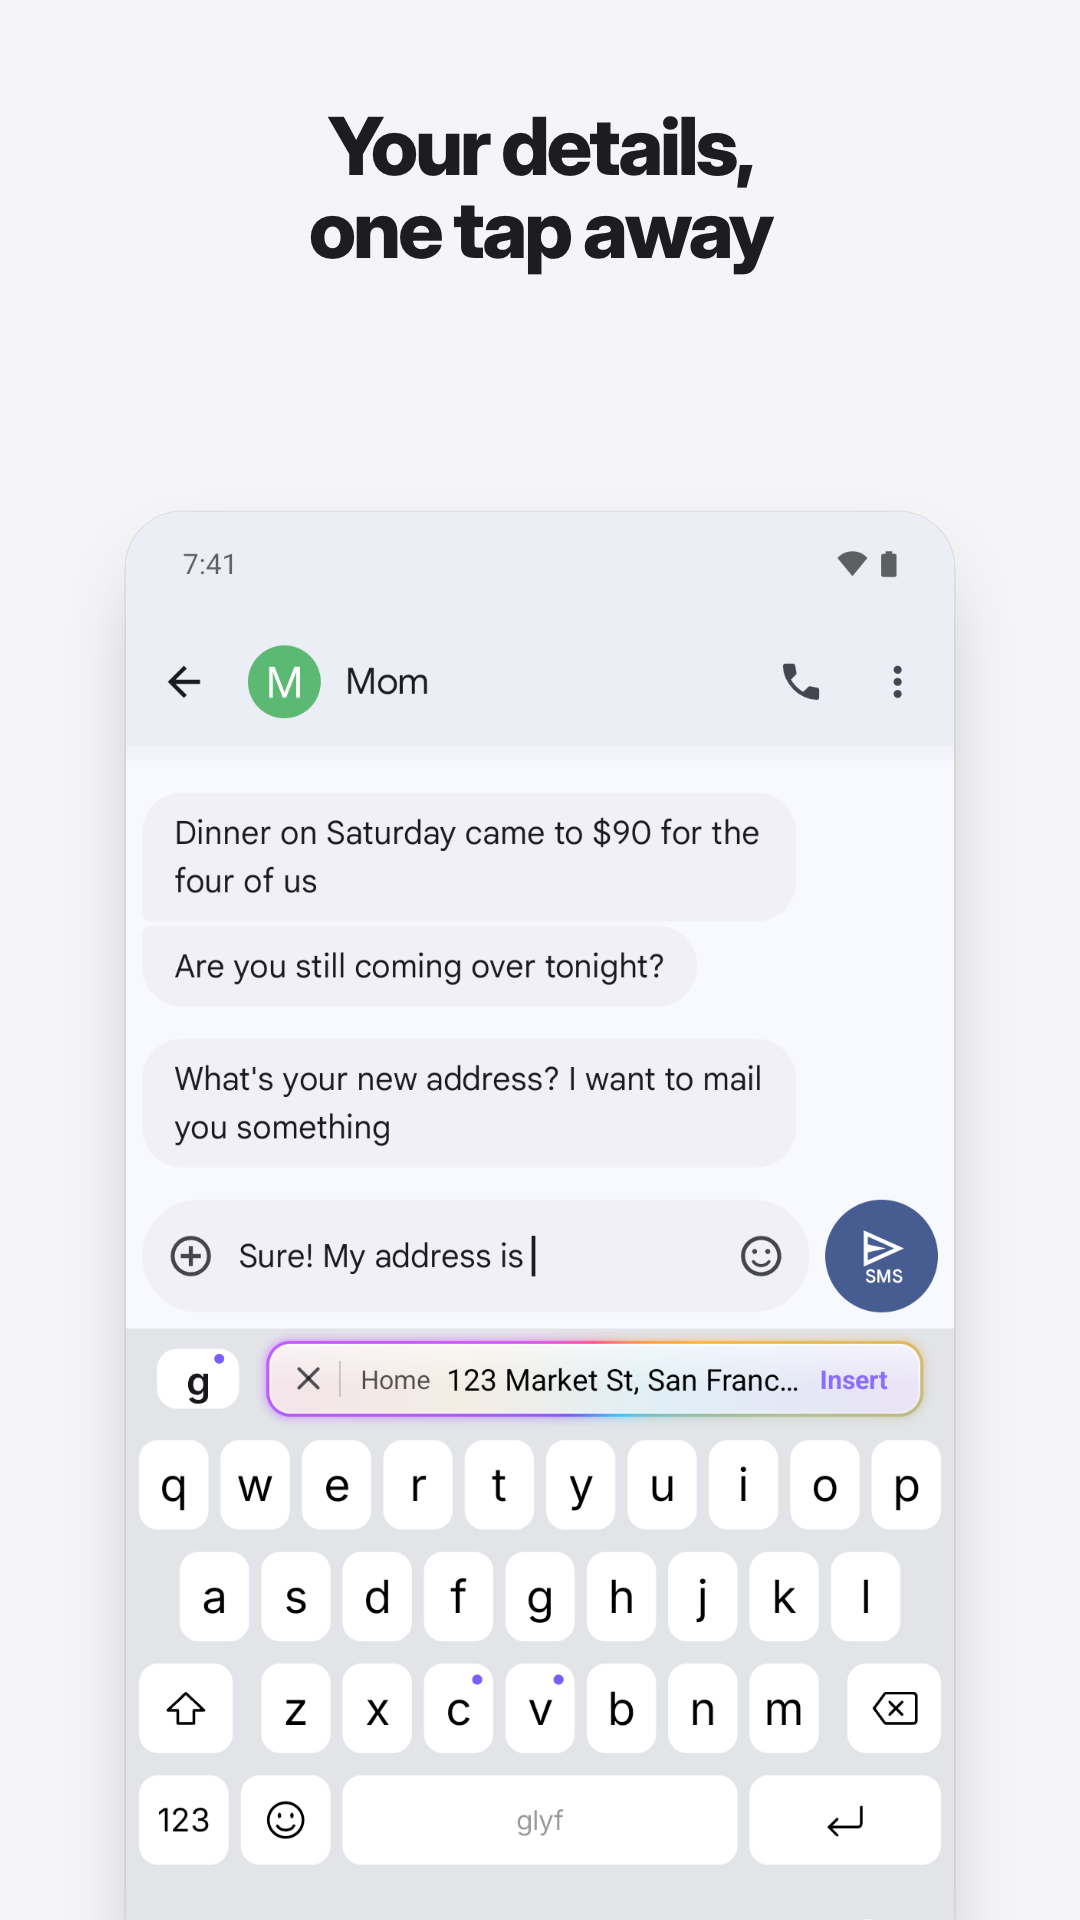 Your details,
one tap away
7:41
M Mom
Dinner on Saturday came to $90 for the
four of us
Are you still coming over tonight?
What's your new address? I want to mail
you something
Sure! My address is
SMS
g Home 123 Market St, San Franc... Insert
q w e r t y u i o p
a s d f g h j k l
z x c v b n m
123 glyf